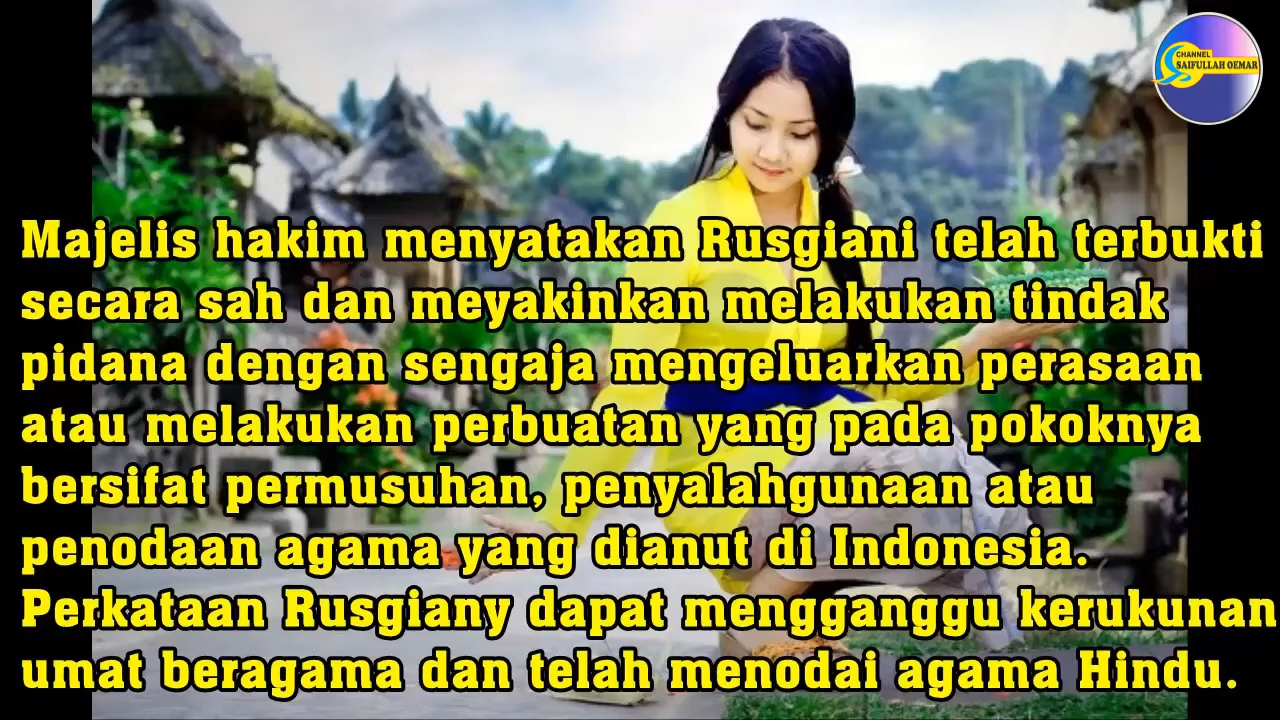 CHANNEL
SAIFULLAH OEMAR
Majelis hakim menyatakan Rusgiani telah terbukti
secara sah dan meyakinkan melakukan tindak
pidana dengan sengaja mengeluarkan perasaan
atau melakukan perbuatan yang pada pokoknya
bersifat permusuhan, penyalahgunaan atau
penodaan agama yang dianut di Indonesia.
Perkataan Rusgiany dapat mengganggu kerukunan
umat beragama dan telah menodai agama Hindu.